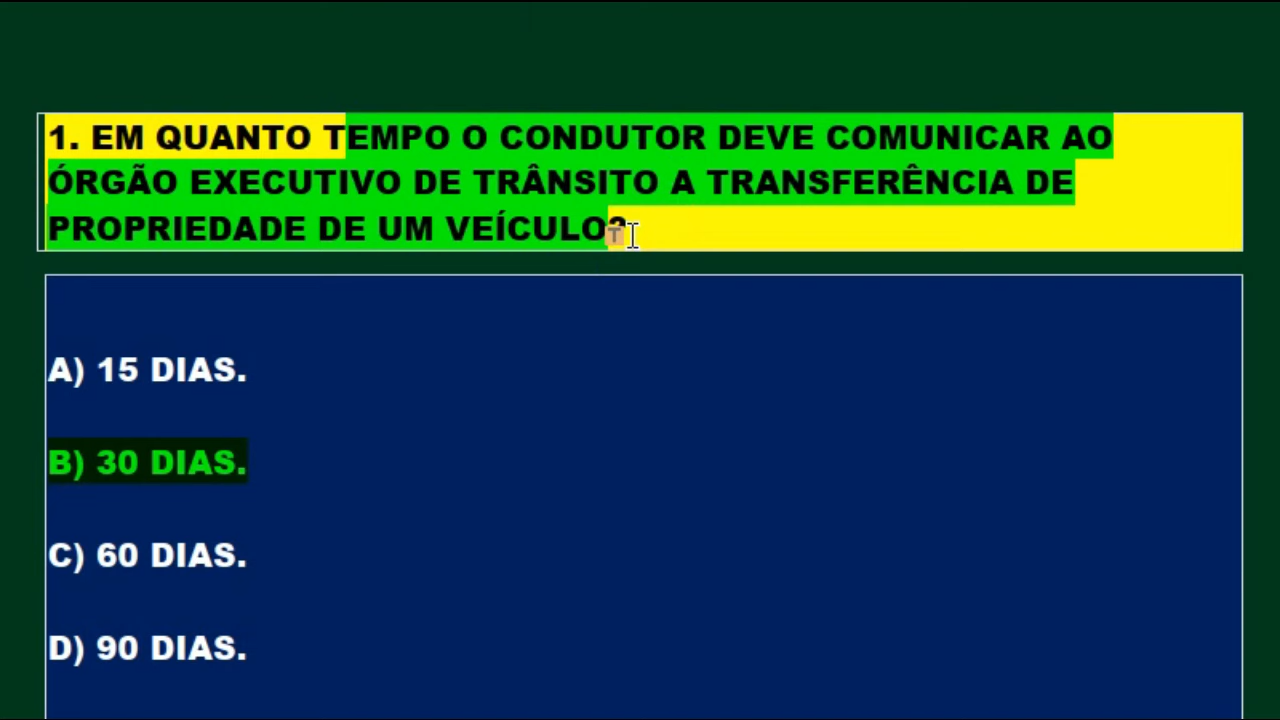 1. EM QUANTO TEMPO O CONDUTOR DEVE COMUNICAR AO
ÓRGÃO EXECUTIVO DE TRÂNSITO A TRANSFERÊNCIA DE
PROPRIEDADE DE UM VEÍCULO?
A) 15 DIAS.
B) 30 DIAS.
C) 60 DIAS.
D) 90 DIAS.